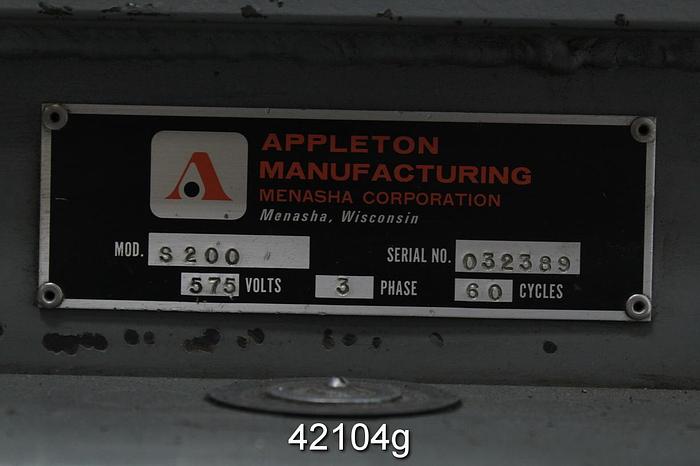 APPLETON
MANUFACTURING
MENASHA CORPORATION
Menasha, Wisconsin
MOD. S200 SERIAL NO. 032389
575 VOLTS 3 PHASE 60 CYCLES
42104g